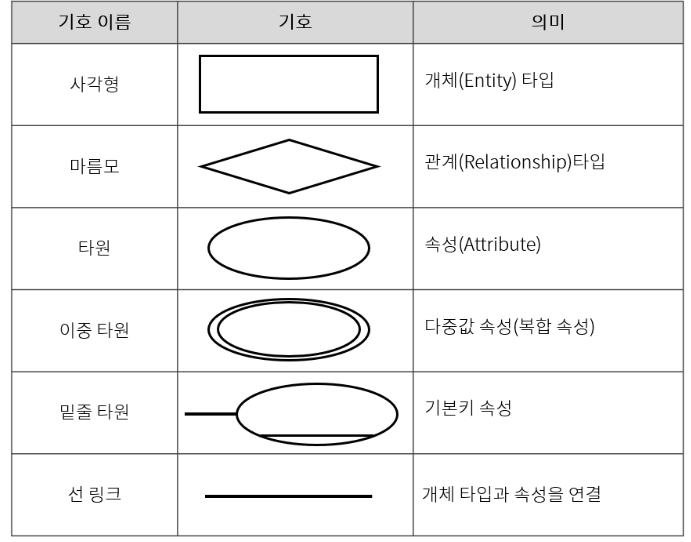 기호 이름 기호 의미
사각형 개체(Entity) 타입
마름모 관계(Relationship)타입
타원 속성(Attribute)
이중 타원 다중값 속성(복합 속성)
밑줄 타원 기본키 속성
선 링크 개체 타입과 속성을 연결